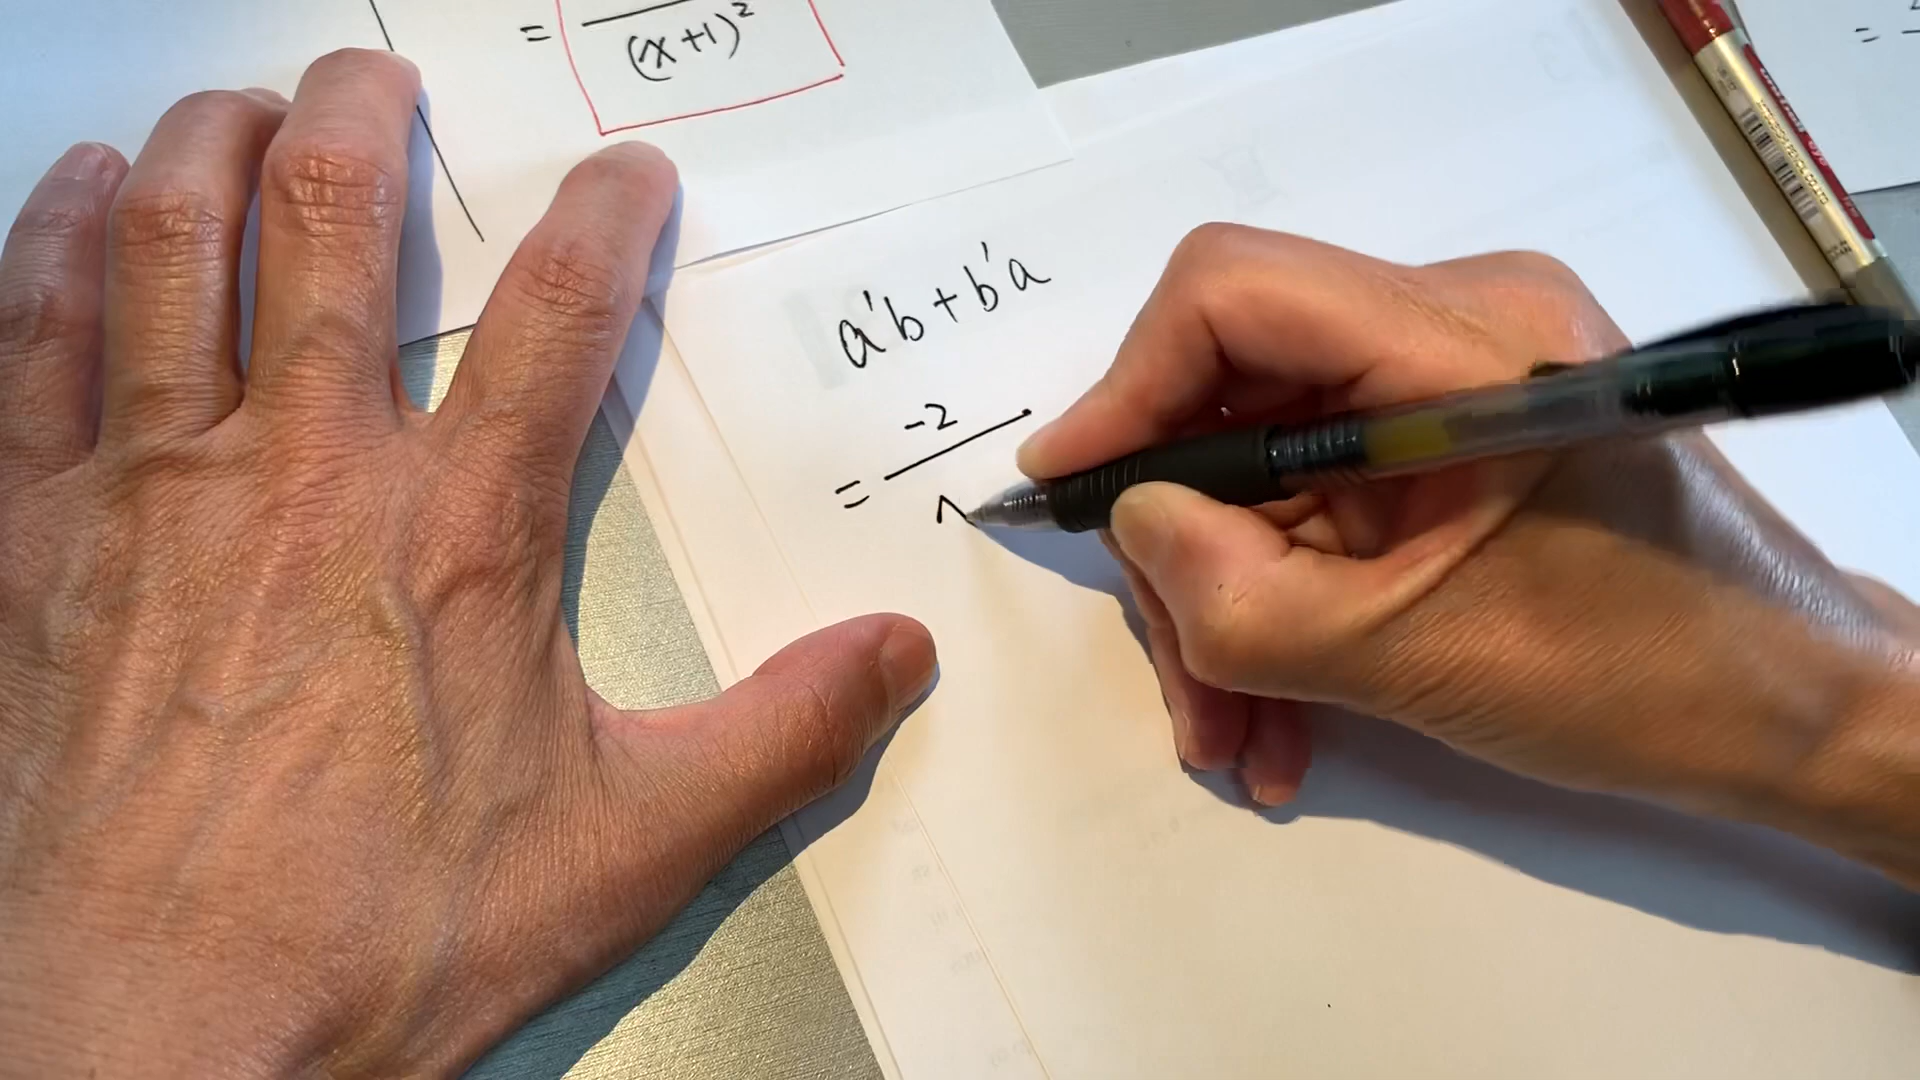 = (x+1)²
a'b+b'a
= -2